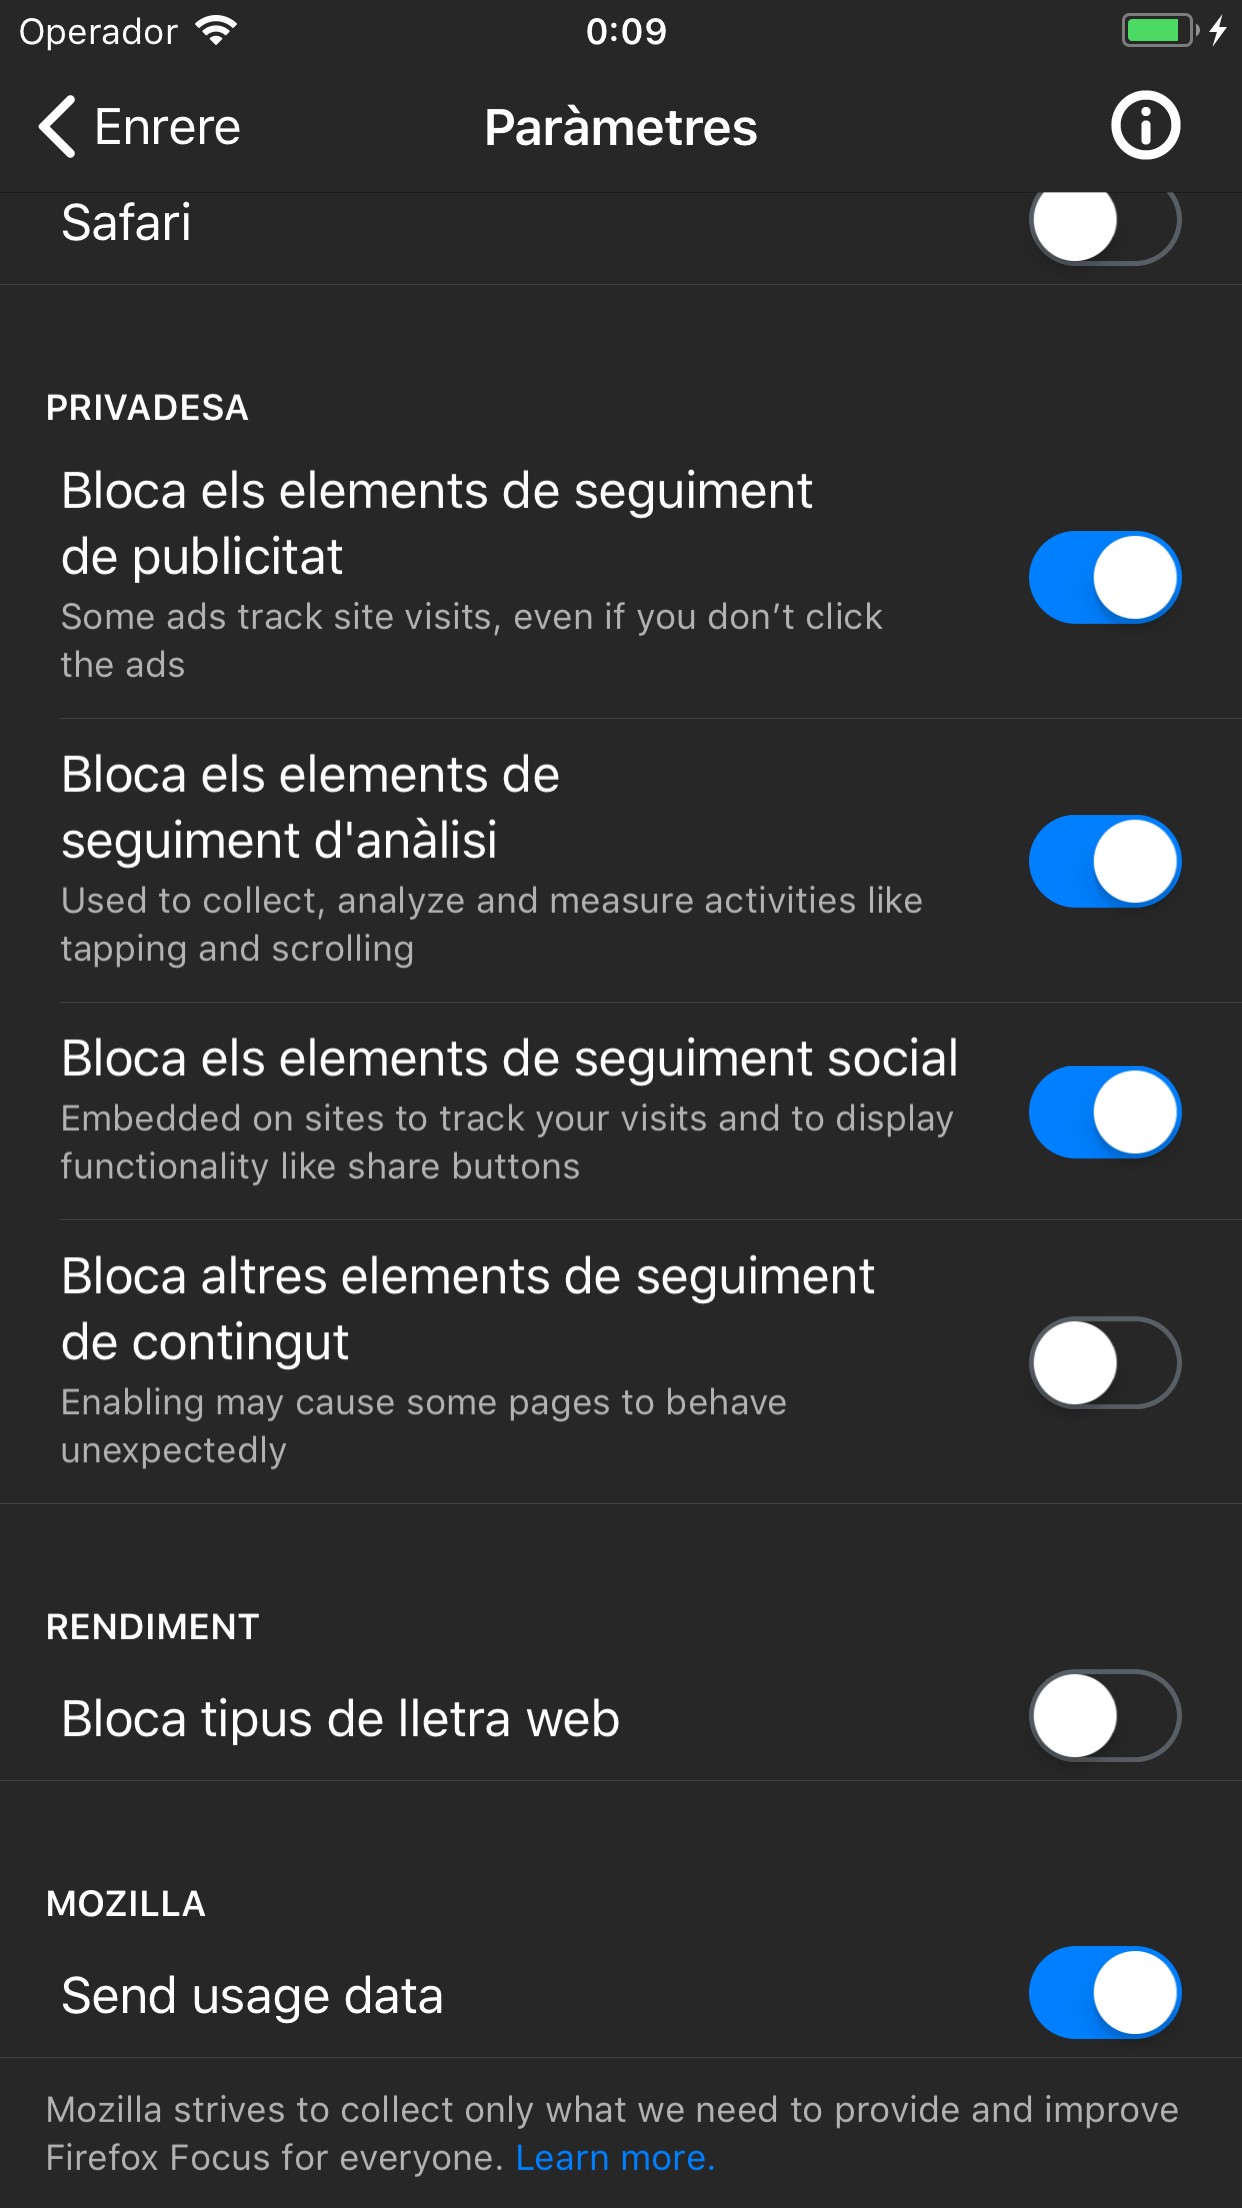 Operador
0:09
Enrere
Paràmetres
Safari
PRIVADESA
Bloca els elements de seguiment
de publicitat
Some ads track site visits, even if you don’t click
the ads
Bloca els elements de
seguiment d'anàlisi
Used to collect, analyze and measure activities like
tapping and scrolling
Bloca els elements de seguiment social
Embedded on sites to track your visits and to display
functionality like share buttons
Bloca altres elements de seguiment
de contingut
Enabling may cause some pages to behave
unexpectedly
RENDIMENT
Bloca tipus de lletra web
MOZILLA
Send usage data
Mozilla strives to collect only what we need to provide and improve
Firefox Focus for everyone. Learn more.